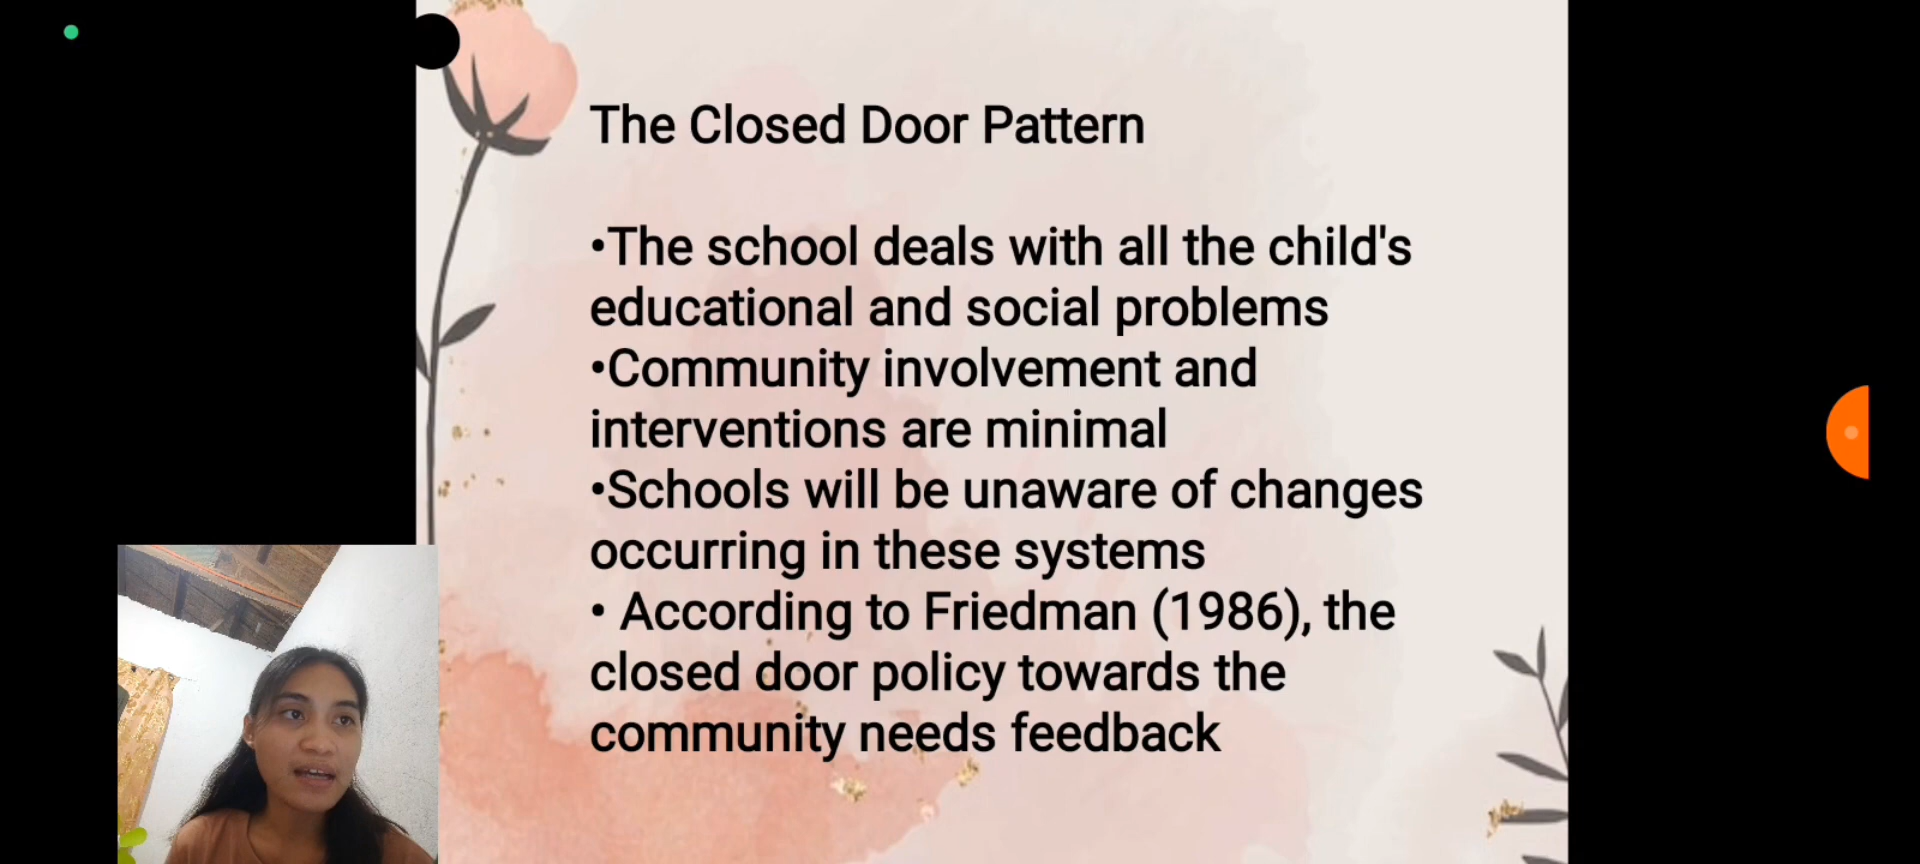 The Closed Door Pattern
•The school deals with all the child's
educational and social problems
•Community involvement and
interventions are minimal
•Schools will be unaware of changes
occurring in these systems
• According to Friedman (1986), the
closed door policy towards the
community needs feedback